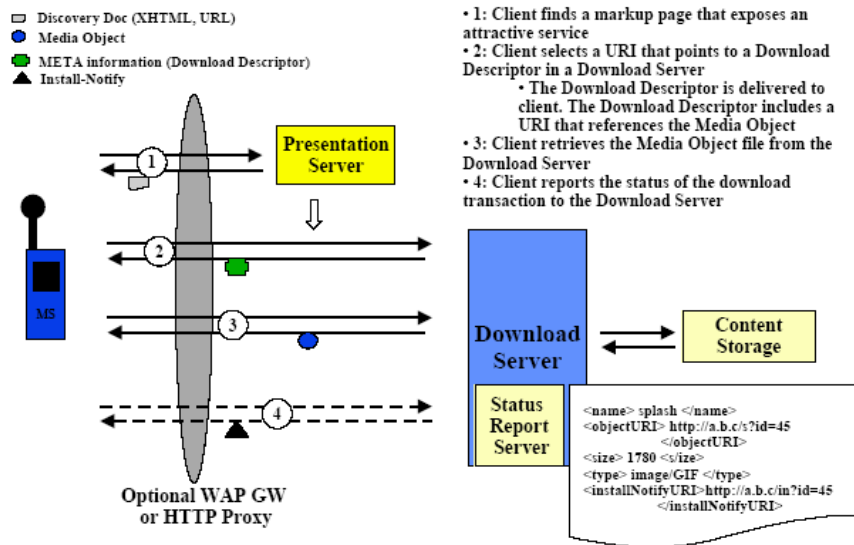 Discovery Doc (XHTML, URL)
Media Object
META information (Download Descriptor)
Install-Notify
• 1: Client finds a markup page that exposes an
attractive service
• 2: Client selects a URI that points to a Download
Descriptor in a Download Server
• The Download Descriptor is delivered to
client. The Download Descriptor includes a
URI that references the Media Object
• 3: Client retrieves the Media Object file from the
Download Server
• 4: Client reports the status of the download
transaction to the Download Server
1
Presentation
Server
2
MS
3
4
Optional WAP GW
or HTTP Proxy
Download
Server
Content
Storage
Status
Report
Server
<name> splash </name>
<objectURI> http://a.b.c/s?id=45
</objectURI>
<size> 1780 <s/ize>
<type> image/GIF </type>
<installNotifyURI>http://a.b.c/in?id=45
</installNotifyURI>